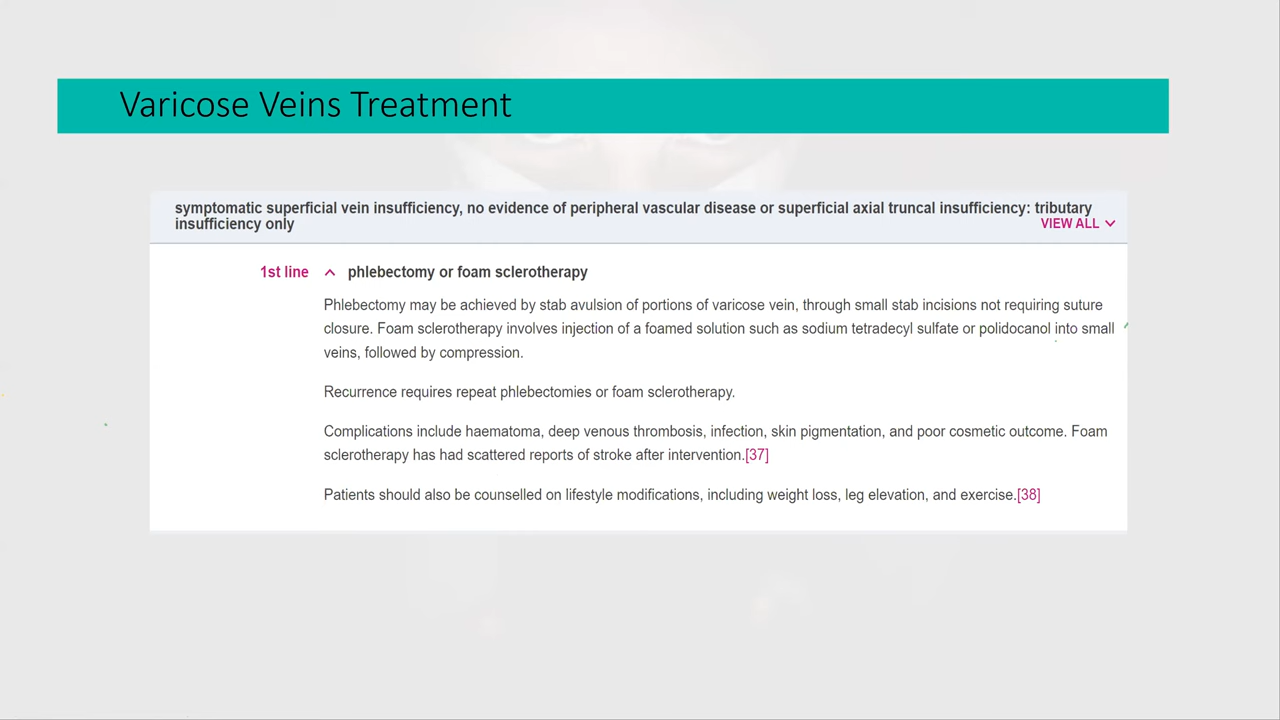 Varicose Veins Treatment
symptomatic superficial vein insufficiency, no evidence of peripheral vascular disease or superficial axial truncal insufficiency: tributary
insufficiency only
VIEW ALL
1st line phlebectomy or foam sclerotherapy
Phlebectomy may be achieved by stab avulsion of portions of varicose vein, through small stab incisions not requiring suture
closure. Foam sclerotherapy involves injection of a foamed solution such as sodium tetradecyl sulfate or polidocanol into small
veins, followed by compression.
Recurrence requires repeat phlebectomies or foam sclerotherapy.
Complications include haematoma, deep venous thrombosis, infection, skin pigmentation, and poor cosmetic outcome. Foam
sclerotherapy has had scattered reports of stroke after intervention.[37]
Patients should also be counselled on lifestyle modifications, including weight loss, leg elevation, and exercise.[38]